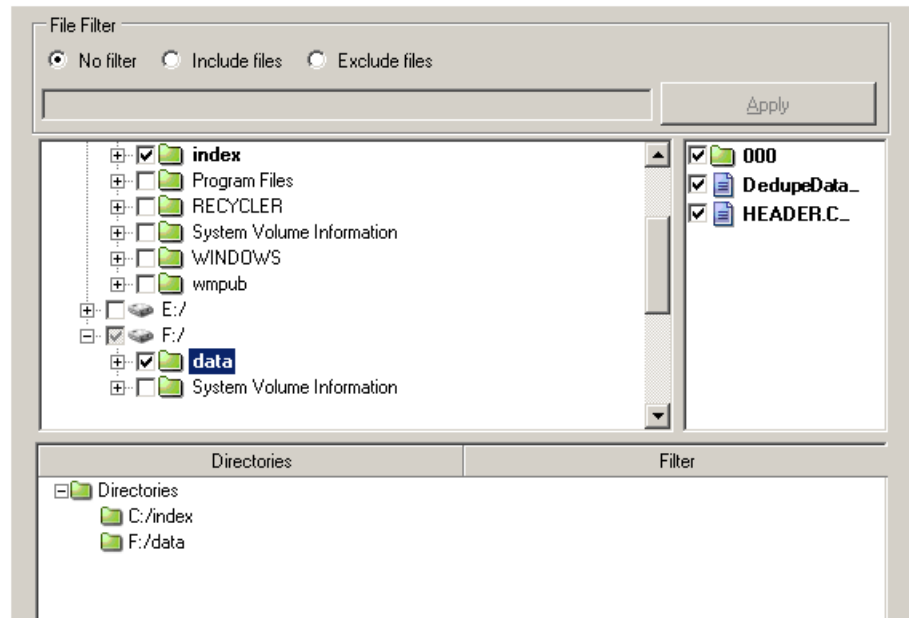 File Filter
No filter Include files Exclude files
Apply
index
Program Files
RECYCLER
System Volume Information
WINDOWS
wmpub
E:/
F:/
data
System Volume Information
000
DedupeData_
HEADER.C_
Directories Filter
Directories
C:/index
F:/data